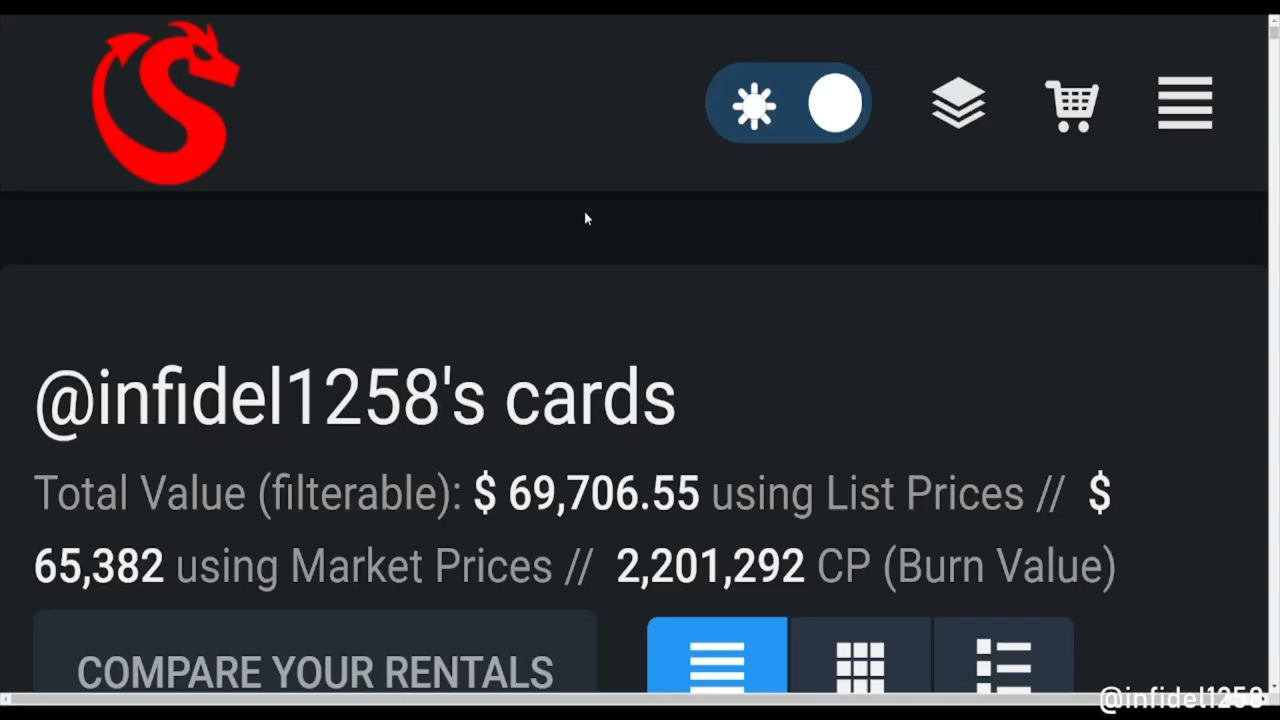 @infidel1258's cards
Total Value (filterable): $ 69,706.55 using List Prices // $
65,382 using Market Prices // 2,201,292 CP (Burn Value)
COMPARE YOUR RENTALS
@infidel1258